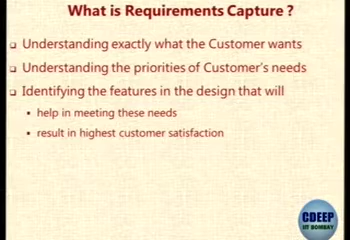 What is Requirements Capture ?
Understanding exactly what the Customer wants
Understanding the priorities of Customer's needs
Identifying the features in the design that will
help in meeting these needs
result in highest customer satisfaction
CDEEP
IIT BOMBAY